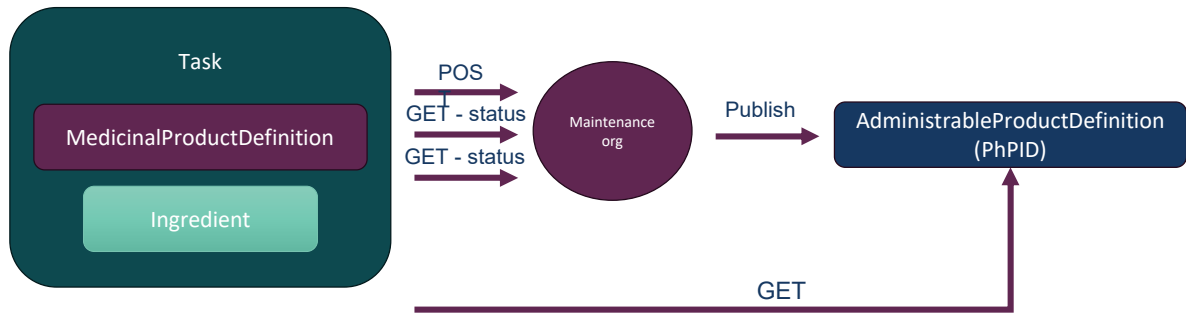 Task
MedicinalProductDefinition
Ingredient
POS
T
GET - status
GET - status
Maintenance
org
Publish
AdministrableProductDefinition
(PhPID)
GET